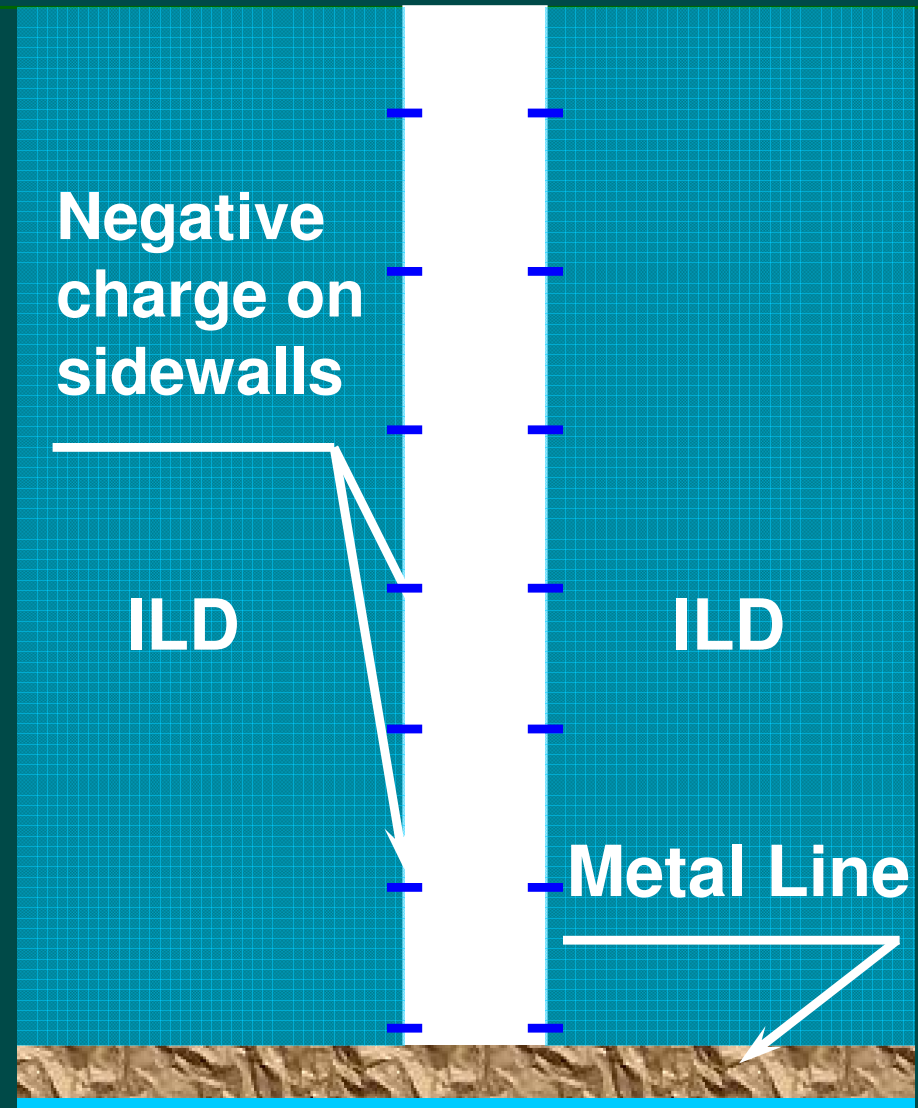 Negative
charge on
sidewalls
ILD
ILD
Metal Line